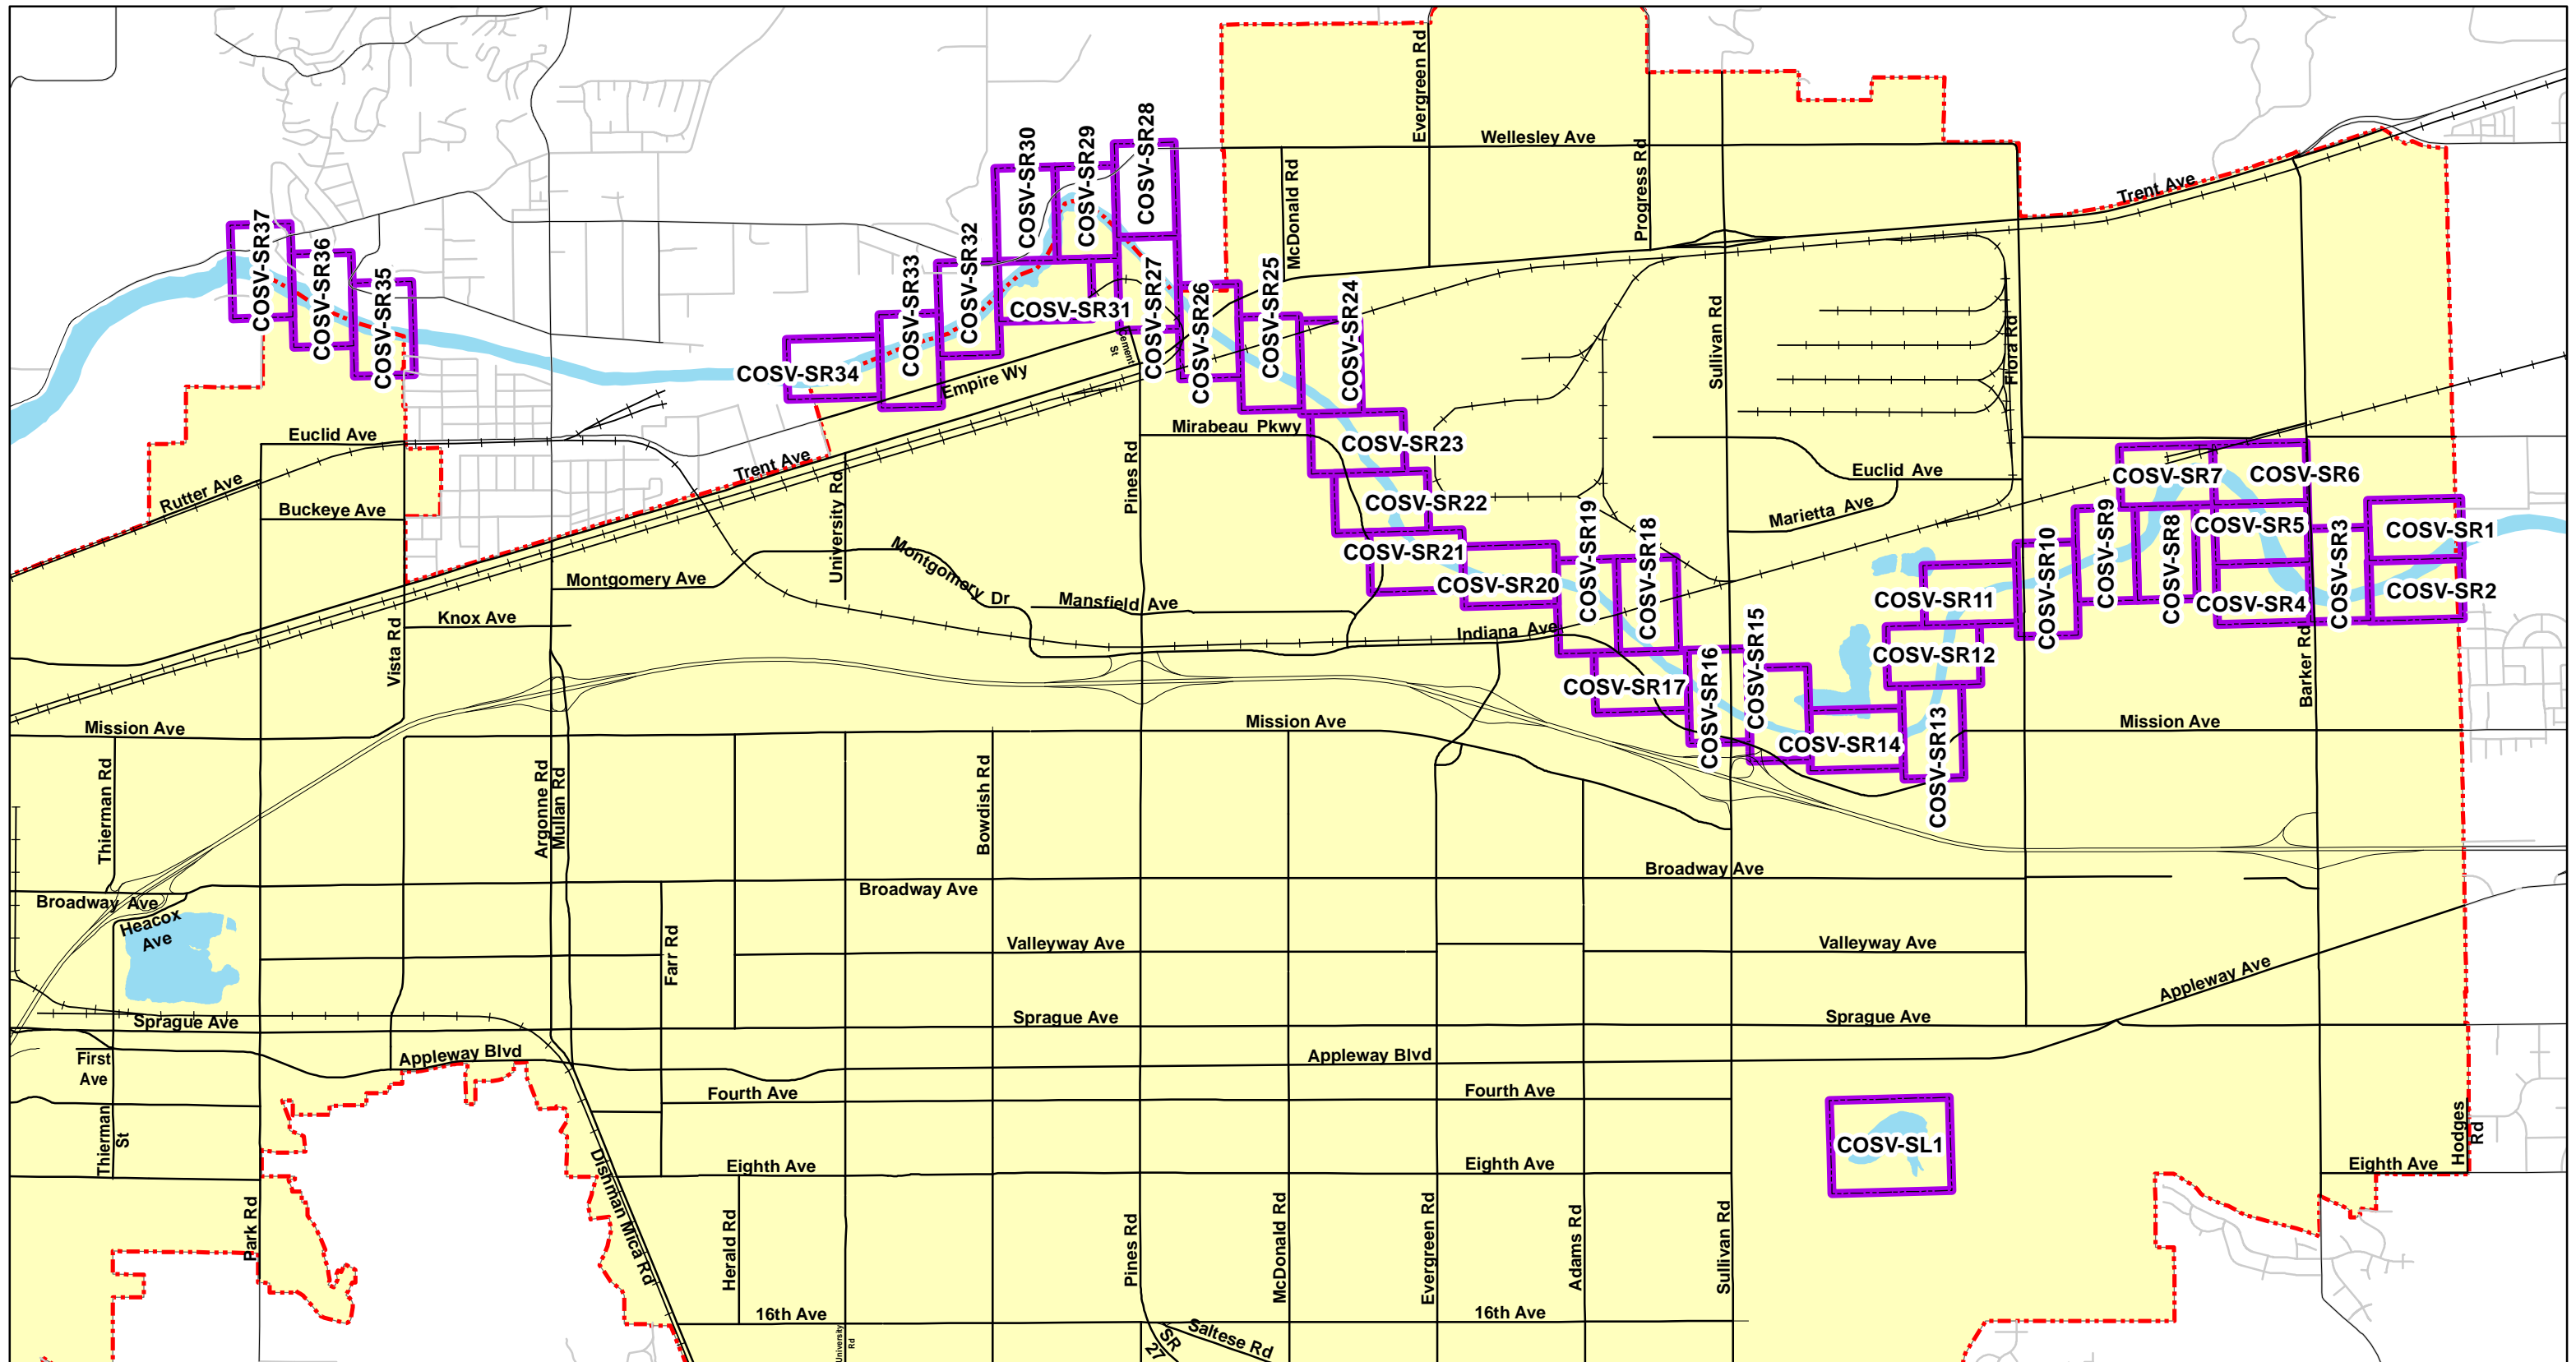 Evergreen Rd
Wellesley Ave
McDonald Rd
Progress Rd
Trent Ave
COSV-SR28
COSV-SR29
COSV-SR30
COSV-SR37
COSV-SR36
COSV-SR35
COSV-SR32
COSV-SR33
COSV-SR31
COSV-SR27
COSV-SR26
COSV-SR25
COSV-SR24
COSV-SR34
Empire Wy
Element
St
Sullivan Rd
Flora Rd
Mirabeau Pkwy
COSV-SR23
Euclid Ave
Trent Ave
Pines Rd
University Rd
Rutter Ave
Buckeye Ave
COSV-SR22
Euclid Ave
Marietta Ave
COSV-SR7
COSV-SR6
COSV-SR5
COSV-SR1
COSV-SR9
COSV-SR8
COSV-SR10
COSV-SR3
COSV-SR4
COSV-SR2
COSV-SR19
COSV-SR18
COSV-SR21
COSV-SR20
Montgomery Ave
Montgomery Dr
Mansfield Ave
Knox Ave
Indiana Ave
COSV-SR11
COSV-SR12
COSV-SR15
COSV-SR16
COSV-SR17
COSV-SR14
COSV-SR13
Vista Rd
Barker Rd
Mission Ave
Mission Ave
Mission Ave
Thierman Rd
Argonne Rd
Mullan Rd
Bowdish Rd
Broadway Ave
Broadway Ave
Broadway Ave
Heacox
Ave
Farr Rd
Valleyway Ave
Valleyway Ave
Appleway Ave
Sprague Ave
Sprague Ave
Sprague Ave
First
Ave
Appleway Blvd
Appleway Blvd
Fourth Ave
Fourth Ave
Thierman
St
COSV-SL1
Hodges
Rd
Eighth Ave
Eighth Ave
Eighth Ave
Dishman Mica Rd
Park Rd
Herald Rd
Pines Rd
McDonald Rd
Evergreen Rd
Adams Rd
Sullivan Rd
16th Ave
16th Ave
University
Rd
SR
27
Saltese Rd